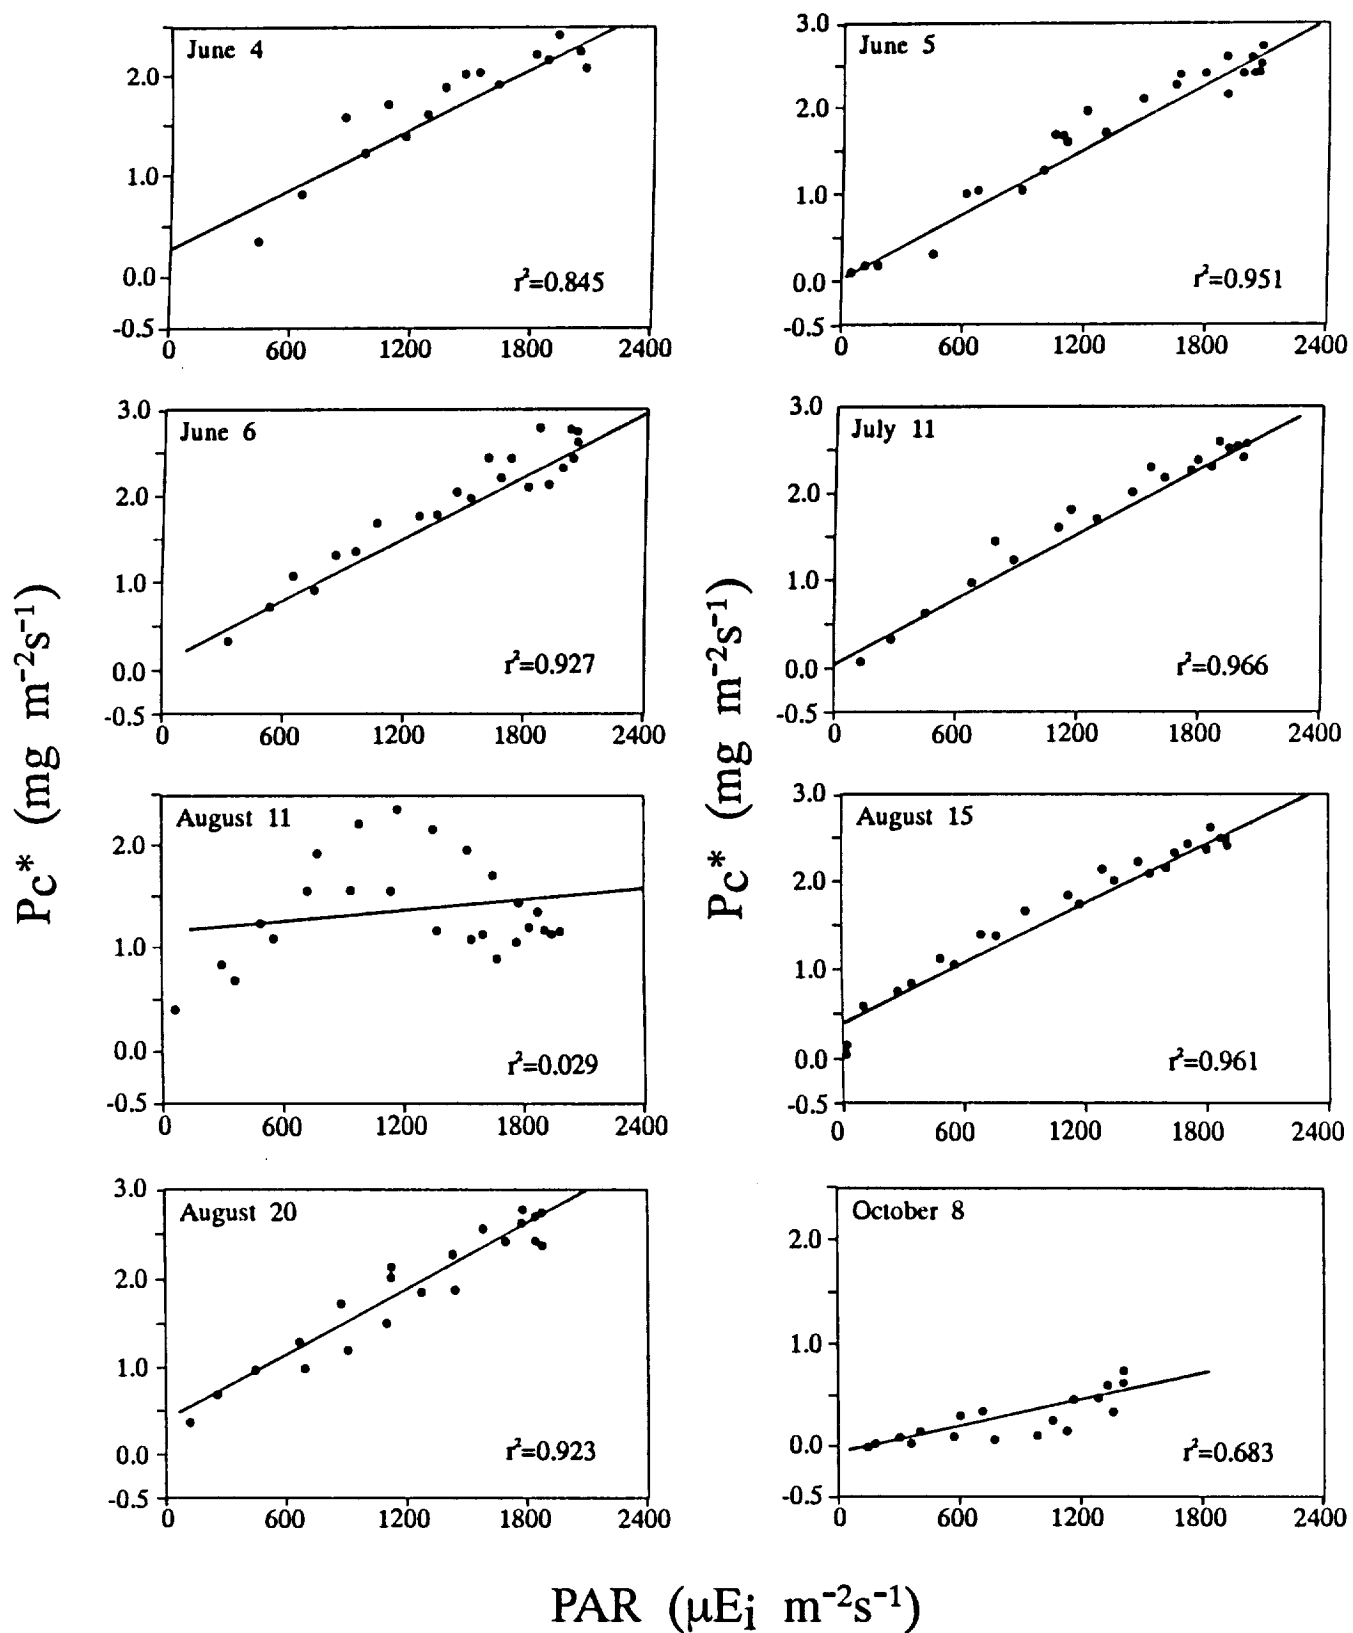 June 4
2.0
1.0
0.0
-0.5
r²=0.845
0 600 1200 1800 2400
June 5
3.0
2.0
1.0
0.0
-0.5
r²=0.951
0 600 1200 1800 2400
June 6
3.0
2.0
1.0
0.0
-0.5
r²=0.927
0 600 1200 1800 2400
July 11
3.0
2.0
1.0
0.0
-0.5
r²=0.966
0 600 1200 1800 2400
Pc* (mg m⁻²s⁻¹)
Pc* (mg m⁻²s⁻¹)
August 11
2.0
1.0
0.0
-0.5
r²=0.029
0 600 1200 1800 2400
August 15
3.0
2.0
1.0
0.0
-0.5
r²=0.961
0 600 1200 1800 2400
August 20
3.0
2.0
1.0
0.0
-0.5
r²=0.923
0 600 1200 1800 2400
October 8
2.0
1.0
0.0
-0.5
r²=0.683
0 600 1200 1800 2400
PAR (µEi m⁻²s⁻¹)